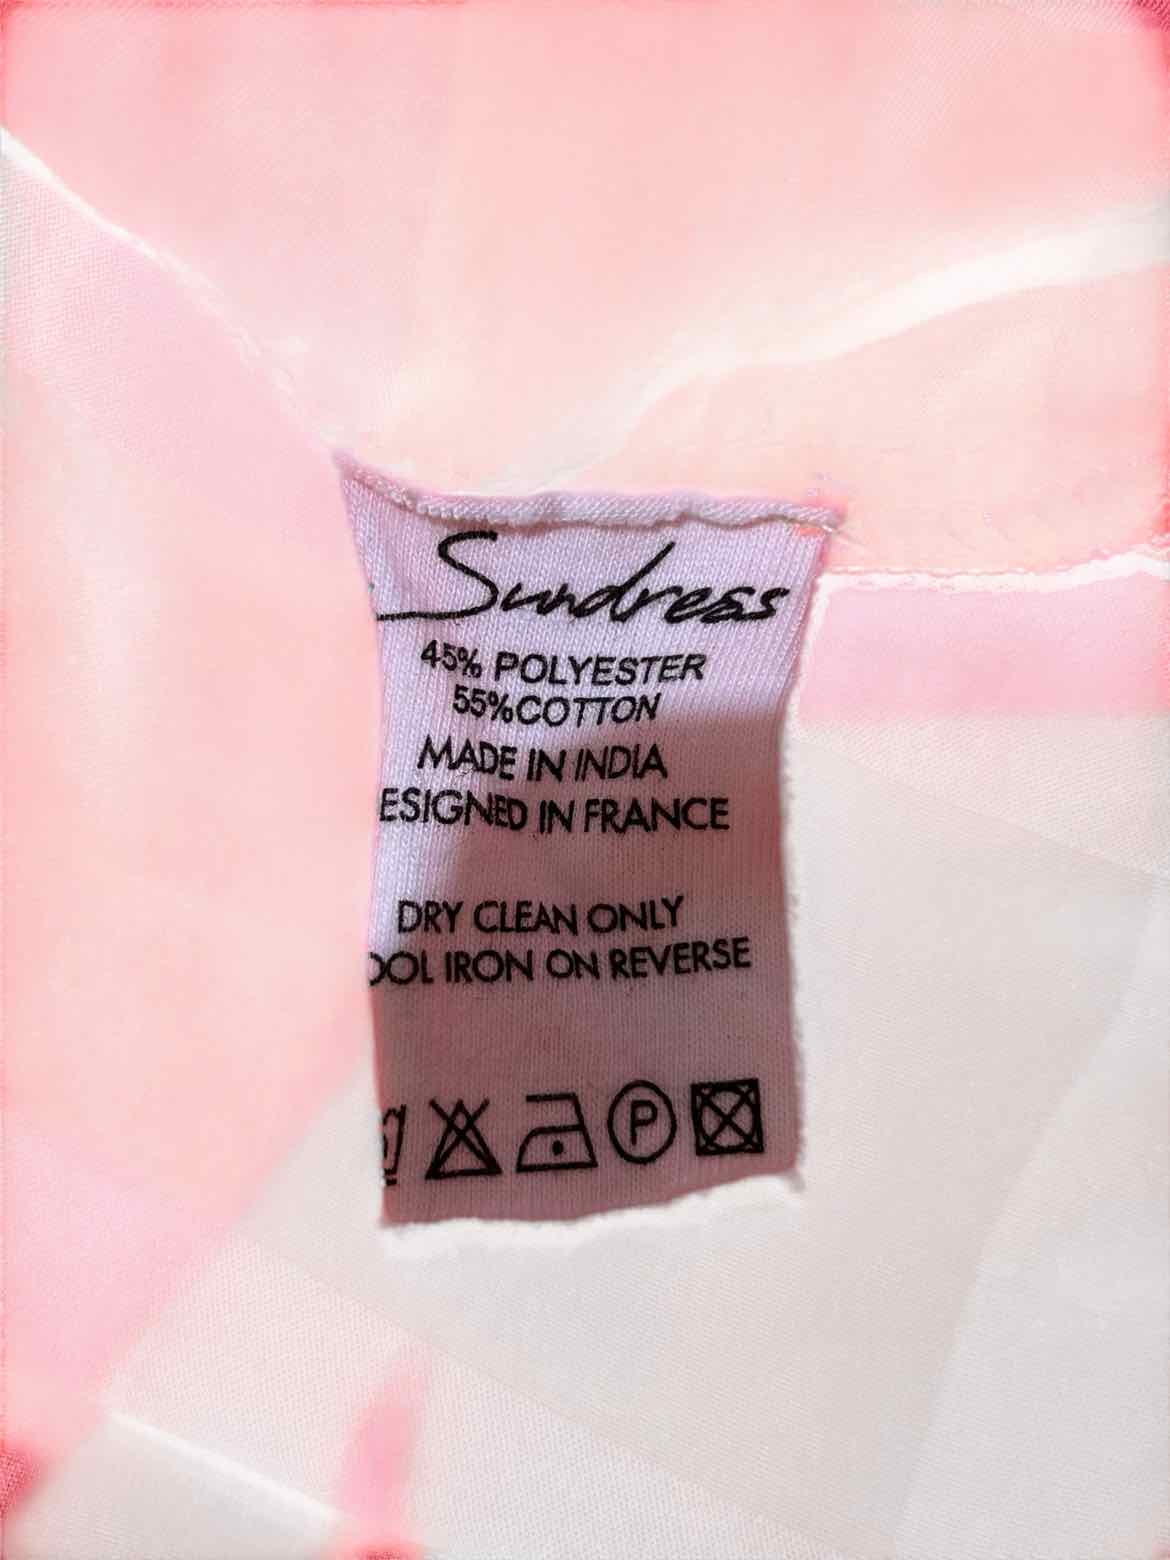 Sundress
45% POLYESTER
55%COTTON
MADE IN INDIA
ESIGNED IN FRANCE
DRY CLEAN ONLY
OOL IRON ON REVERSE
P